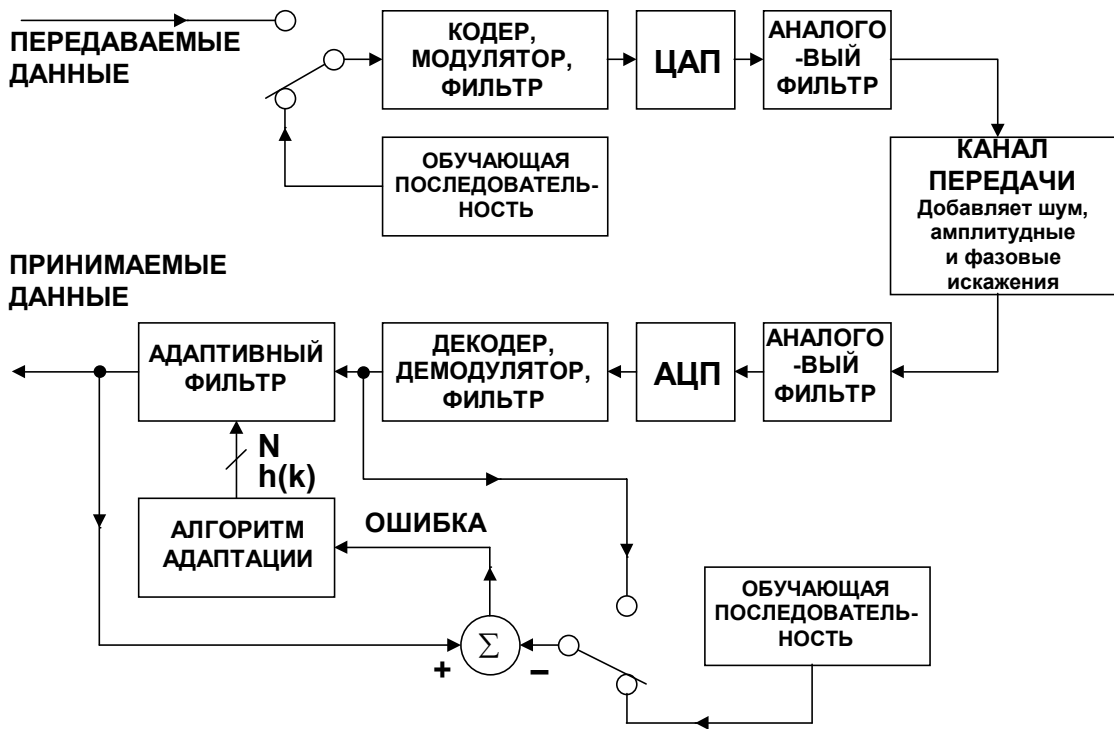 ПЕРЕДАВАЕМЫЕ
ДАННЫЕ
КОДЕР,
МОДУЛЯТОР,
ФИЛЬТР
ЦАП
АНАЛОГО
-ВЫЙ
ФИЛЬТР
ОБУЧАЮЩАЯ
ПОСЛЕДОВАТЕЛЬ-
НОСТЬ
КАНАЛ
ПЕРЕДАЧИ
Добавляет шум,
амплитудные
и фазовые
искажения
ПРИНИМАЕМЫЕ
ДАННЫЕ
АДАПТИВНЫЙ
ФИЛЬТР
ДЕКОДЕР,
ДЕМОДУЛЯТОР,
ФИЛЬТР
АЦП
АНАЛОГО
-ВЫЙ
ФИЛЬТР
N
h(k)
АЛГОРИТМ
АДАПТАЦИИ
ОШИБКА
Σ
+
−
ОБУЧАЮЩАЯ
ПОСЛЕДОВАТЕЛЬ-
НОСТЬ